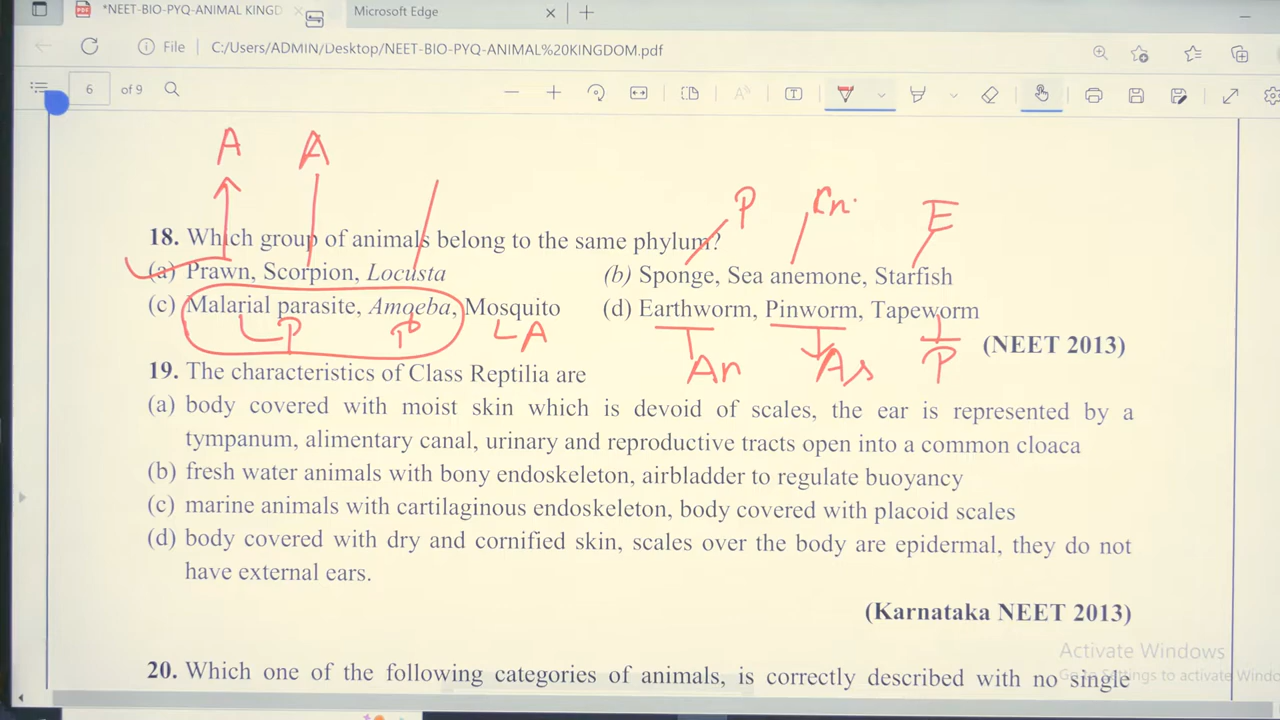 *NEET-BIO-PYQ-ANIMAL KINGD
Microsoft Edge
File
C:/Users/ADMIN/Desktop/NEET-BIO-PYQ-ANIMAL%20KINGDOM.pdf
6 of 9
A A
P Cn. E
18. Which group of animals belong to the same phylum?
(a) Prawn, Scorpion, Locusta (b) Sponge, Sea anemone, Starfish
(c) Malarial parasite, Amoeba, Mosquito (d) Earthworm, Pinworm, Tapeworm
P P A An As P
(NEET 2013)
19. The characteristics of Class Reptilia are
(a) body covered with moist skin which is devoid of scales, the ear is represented by a
tympanum, alimentary canal, urinary and reproductive tracts open into a common cloaca
(b) fresh water animals with bony endoskeleton, airbladder to regulate buoyancy
(c) marine animals with cartilaginous endoskeleton, body covered with placoid scales
(d) body covered with dry and cornified skin, scales over the body are epidermal, they do not
have external ears.
(Karnataka NEET 2013)
Activate Windows
Go to Settings to activate Windo
20. Which one of the following categories of animals, is correctly described with no single